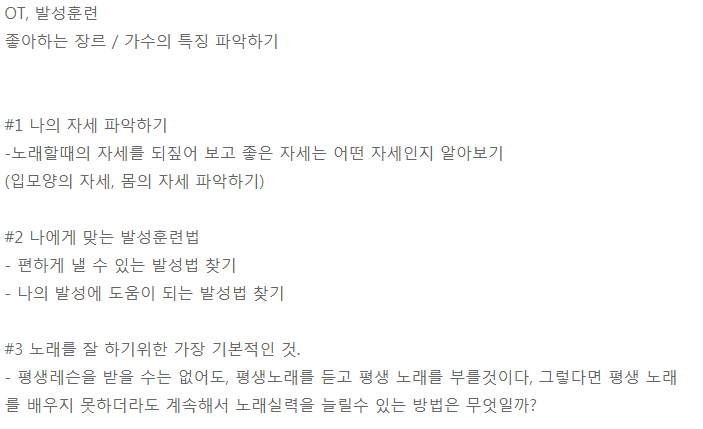 OT, 발성훈련
좋아하는 장르 / 가수의 특징 파악하기
#1 나의 자세 파악하기
-노래할때의 자세를 되짚어 보고 좋은 자세는 어떤 자세인지 알아보기
(입모양의 자세, 몸의 자세 파악하기)
#2 나에게 맞는 발성훈련법
- 편하게 낼 수 있는 발성법 찾기
- 나의 발성에 도움이 되는 발성법 찾기
#3 노래를 잘 하기위한 가장 기본적인 것.
- 평생레슨을 받을 수는 없어도, 평생노래를 듣고 평생 노래를 부를것이다, 그렇다면 평생 노래
를 배우지 못하더라도 계속해서 노래실력을 늘릴수 있는 방법은 무엇일까?